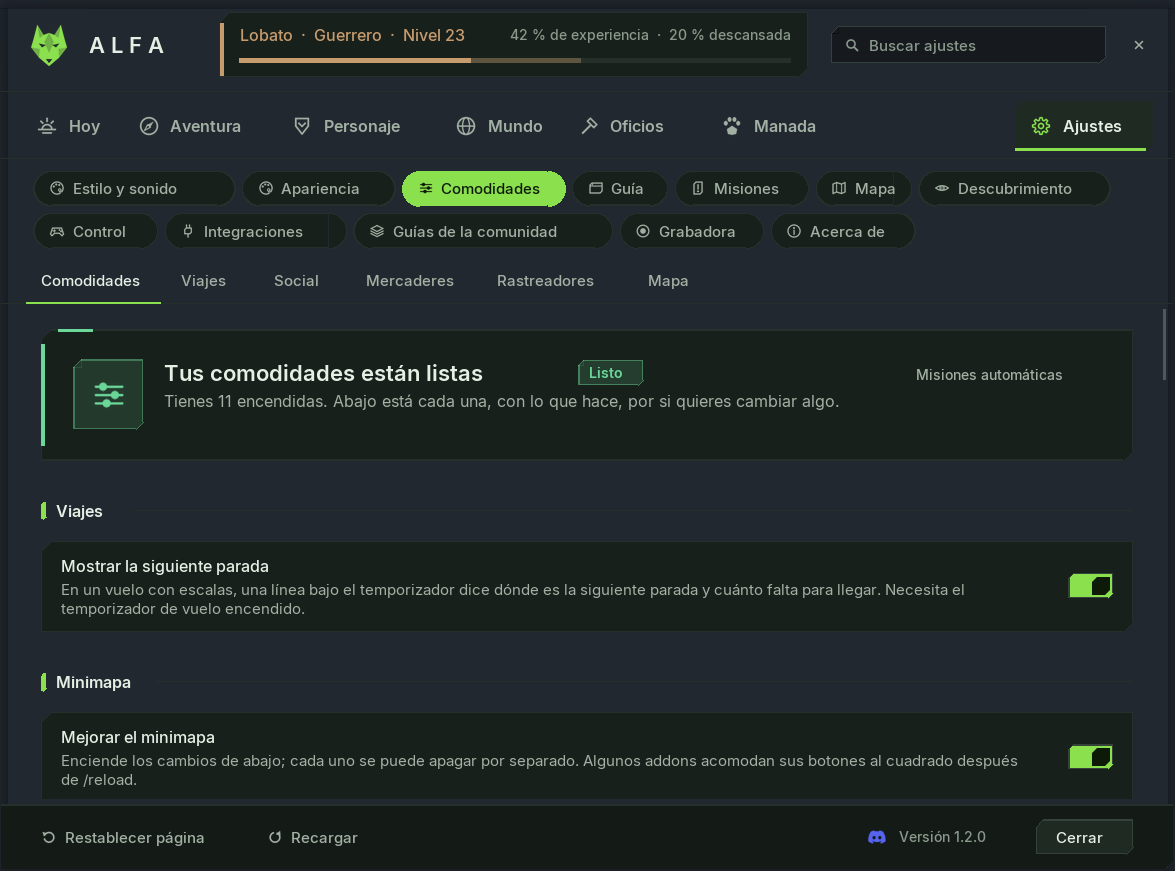 ALFA
Lobato · Guerrero · Nivel 23
42 % de experiencia · 20 % descansada
Buscar ajustes
Hoy
Aventura
Personaje
Mundo
Oficios
Manada
Ajustes
Estilo y sonido
Apariencia
Comodidades
Guía
Misiones
Mapa
Descubrimiento
Control
Integraciones
Guías de la comunidad
Grabadora
Acerca de
Comodidades
Viajes
Social
Mercaderes
Rastreadores
Mapa
Tus comodidades están listas
Listo
Misiones automáticas
Tienes 11 encendidas. Abajo está cada una, con lo que hace, por si quieres cambiar algo.
Viajes
Mostrar la siguiente parada
En un vuelo con escalas, una línea bajo el temporizador dice dónde es la siguiente parada y cuánto falta para llegar. Necesita el
temporizador de vuelo encendido.
Minimapa
Mejorar el minimapa
Enciende los cambios de abajo; cada uno se puede apagar por separado. Algunos addons acomodan sus botones al cuadrado después
de /reload.
Restablecer página
Recargar
Versión 1.2.0
Cerrar